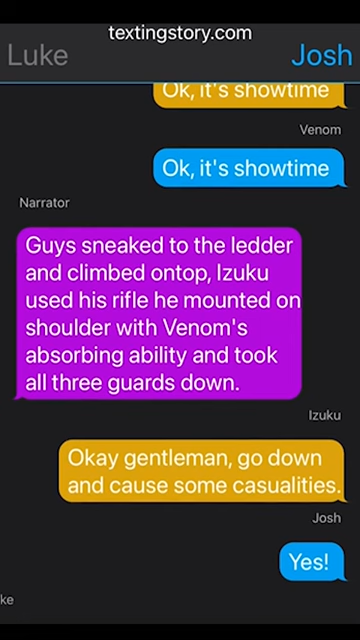 textingstory.com
Luke
Josh
Ok, it's showtime
Venom
Ok, it's showtime
Narrator
Guys sneaked to the ledder
and climbed ontop, Izuku
used his rifle he mounted on
shoulder with Venom's
absorbing ability and took
all three guards down.
Izuku
Okay gentleman, go down
and cause some casualities.
Josh
Yes!
ke